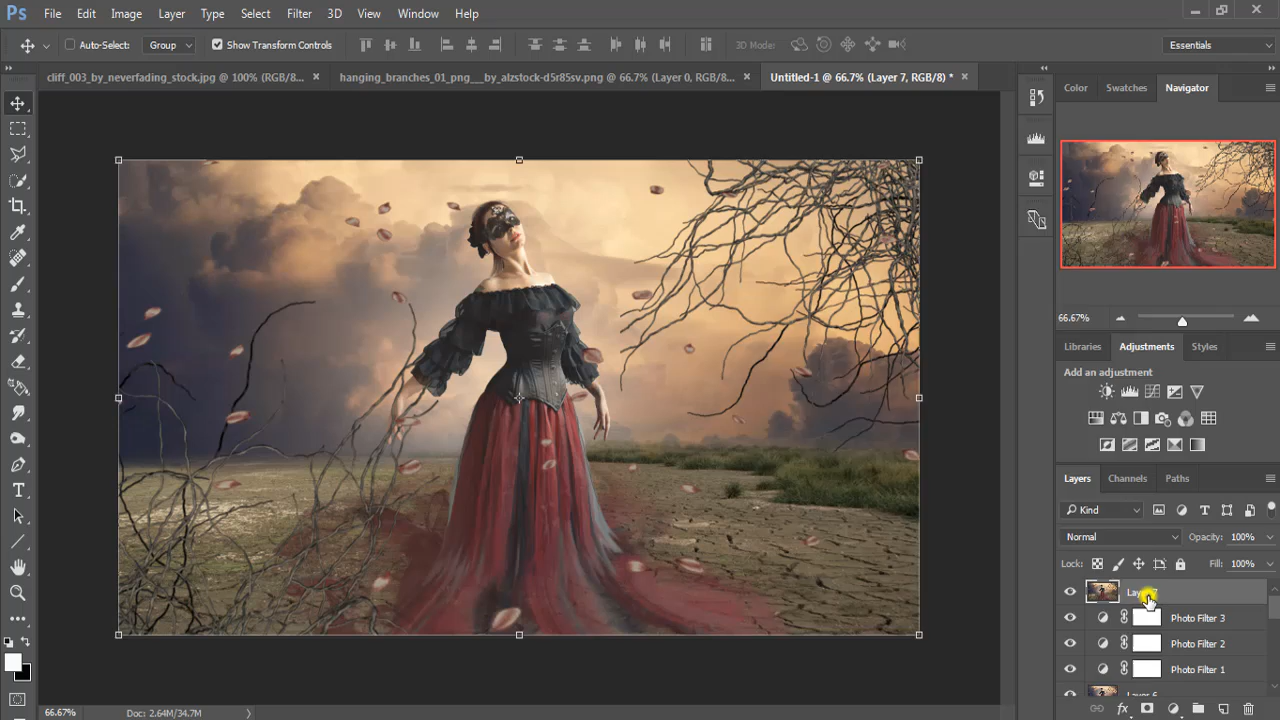 Ps File Edit Image Layer Type Select Filter 3D View Window Help
Auto-Select: Group Show Transform Controls 3D Mode: Essentials
cliff_003_by_neverfading_stock.jpg @ 100% (RGB/8... hanging_branches_01_png___by_alzstock-d5r85sv.png @ 66.7% (Layer 0, RGB/8... Untitled-1 @ 66.7% (Layer 7, RGB/8) *
Color Swatches Navigator
66.67%
Libraries Adjustments Styles
Add an adjustment
Layers Channels Paths
Kind
Normal Opacity: 100%
Lock: Fill: 100%
Photo Filter 3
Photo Filter 2
Photo Filter 1
Layer 6
66.67% Doc: 2.64M/34.7M